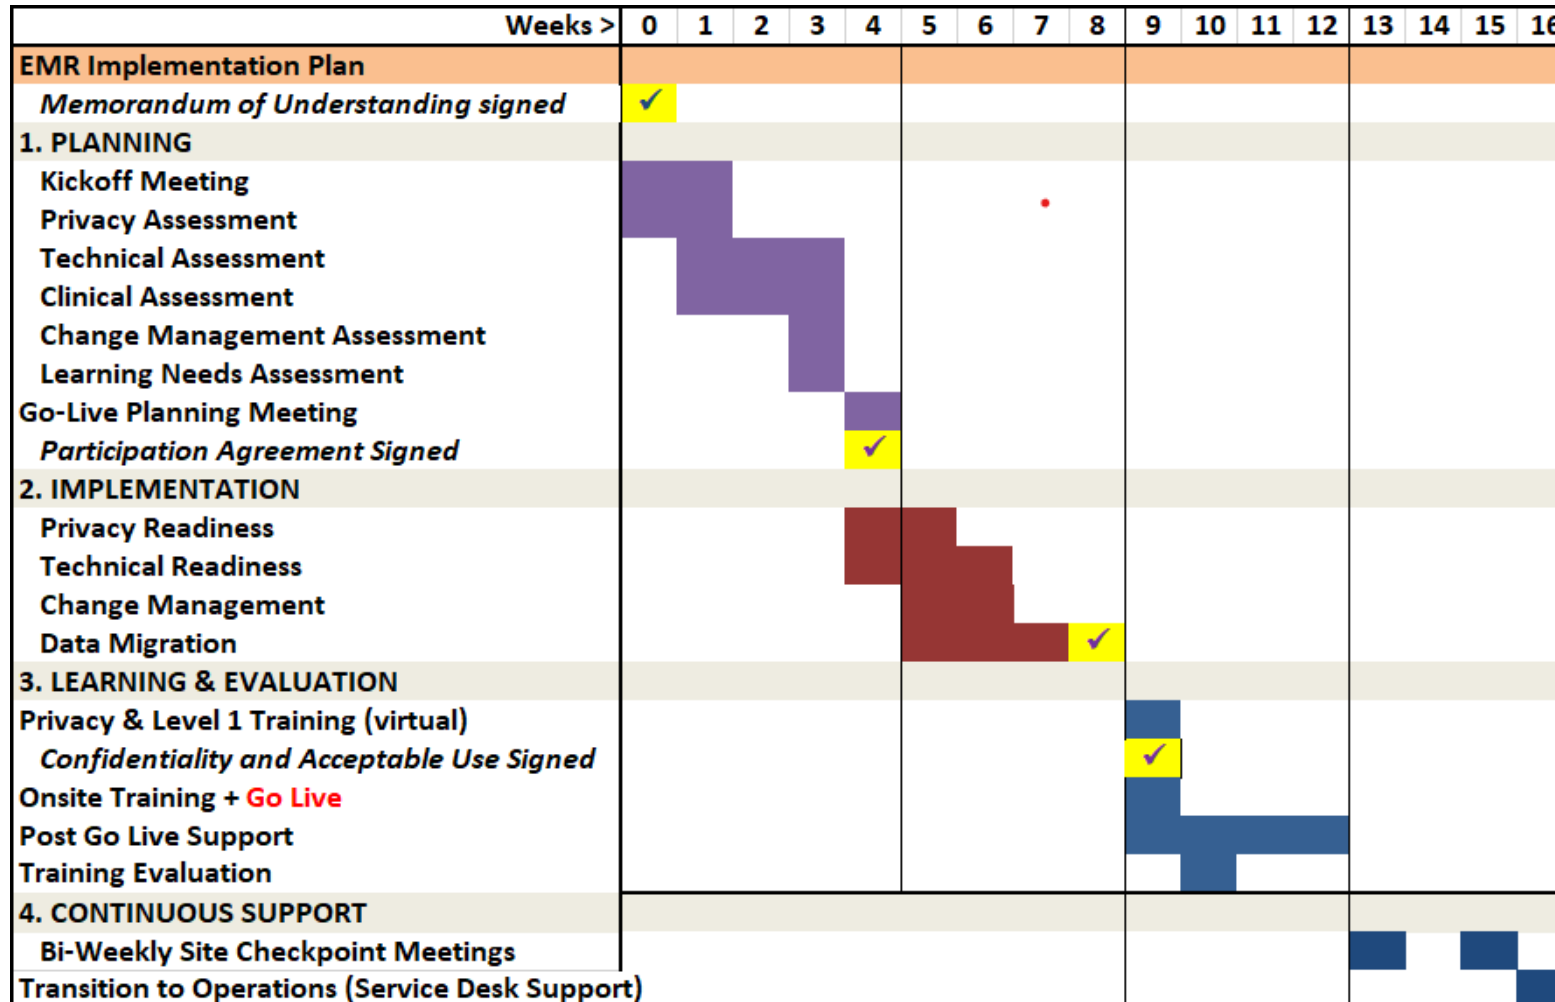 Weeks > 0 1 2 3 4 5 6 7 8 9 10 11 12 13 14 15 16
EMR Implementation Plan
Memorandum of Understanding signed ✔
1. PLANNING
Kickoff Meeting
Privacy Assessment
Technical Assessment
Clinical Assessment
Change Management Assessment
Learning Needs Assessment
Go-Live Planning Meeting
Participation Agreement Signed ✔
2. IMPLEMENTATION
Privacy Readiness
Technical Readiness
Change Management
Data Migration ✔
3. LEARNING & EVALUATION
Privacy & Level 1 Training (virtual)
Confidentiality and Acceptable Use Signed ✔
Onsite Training + Go Live
Post Go Live Support
Training Evaluation
4. CONTINUOUS SUPPORT
Bi-Weekly Site Checkpoint Meetings
Transition to Operations (Service Desk Support)